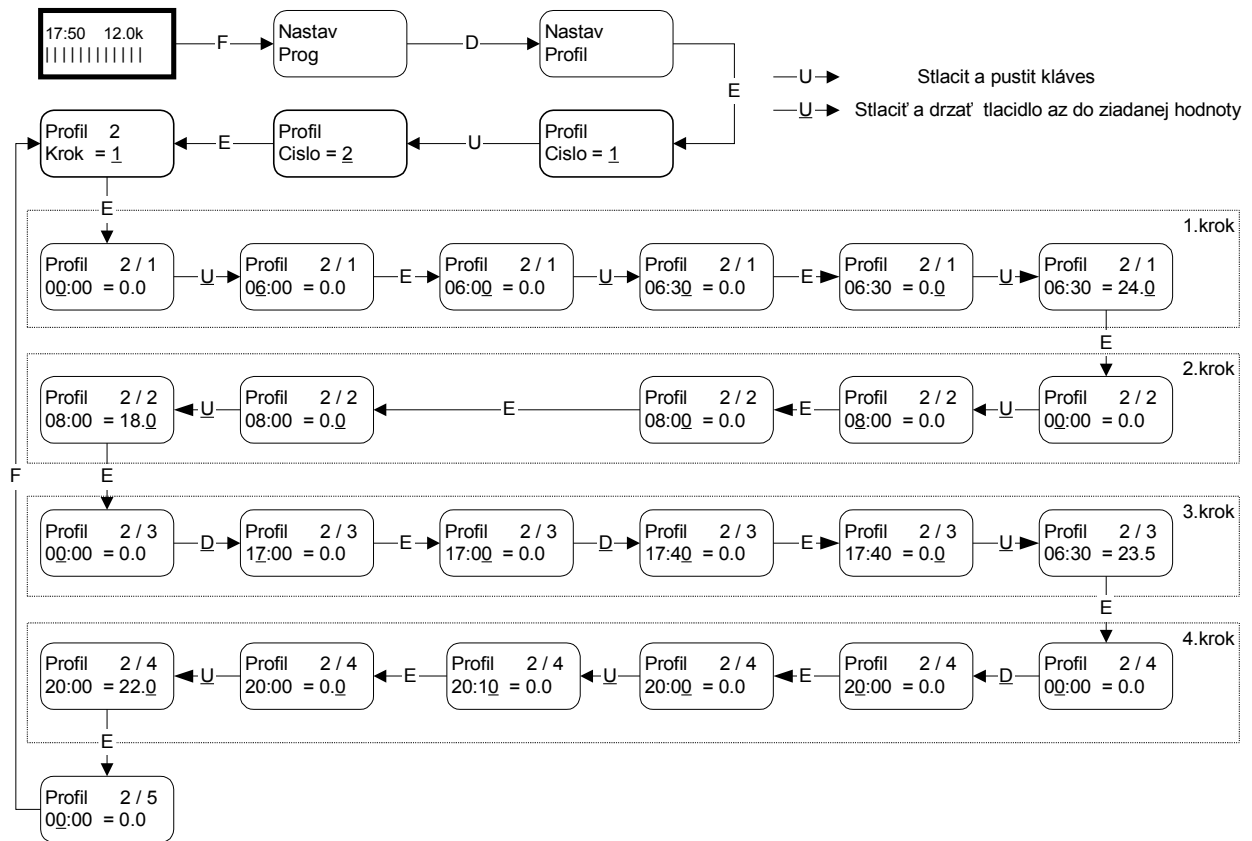 17:50 12.0k
||||||||||||
F
Nastav
Prog
D
Nastav
Profil
E
U Stlacit a pustit kláves
U Stlaciť a drzať tlacidlo az do ziadanej hodnoty
Profil 2
Krok = 1
E
Profil
Cislo = 2
U
Profil
Cislo = 1
E
1.krok
Profil 2 / 1
00:00 = 0.0
U
Profil 2 / 1
06:00 = 0.0
E
Profil 2 / 1
06:00 = 0.0
U
Profil 2 / 1
06:30 = 0.0
E
Profil 2 / 1
06:30 = 0.0
U
Profil 2 / 1
06:30 = 24.0
E
2.krok
Profil 2 / 2
08:00 = 18.0
U
Profil 2 / 2
08:00 = 0.0
E
Profil 2 / 2
08:00 = 0.0
E
Profil 2 / 2
08:00 = 0.0
U
Profil 2 / 2
00:00 = 0.0
F
E
3.krok
Profil 2 / 3
00:00 = 0.0
D
Profil 2 / 3
17:00 = 0.0
E
Profil 2 / 3
17:00 = 0.0
D
Profil 2 / 3
17:40 = 0.0
E
Profil 2 / 3
17:40 = 0.0
U
Profil 2 / 3
06:30 = 23.5
E
4.krok
Profil 2 / 4
20:00 = 22.0
U
Profil 2 / 4
20:00 = 0.0
E
Profil 2 / 4
20:10 = 0.0
U
Profil 2 / 4
20:00 = 0.0
E
Profil 2 / 4
20:00 = 0.0
D
Profil 2 / 4
00:00 = 0.0
E
Profil 2 / 5
00:00 = 0.0